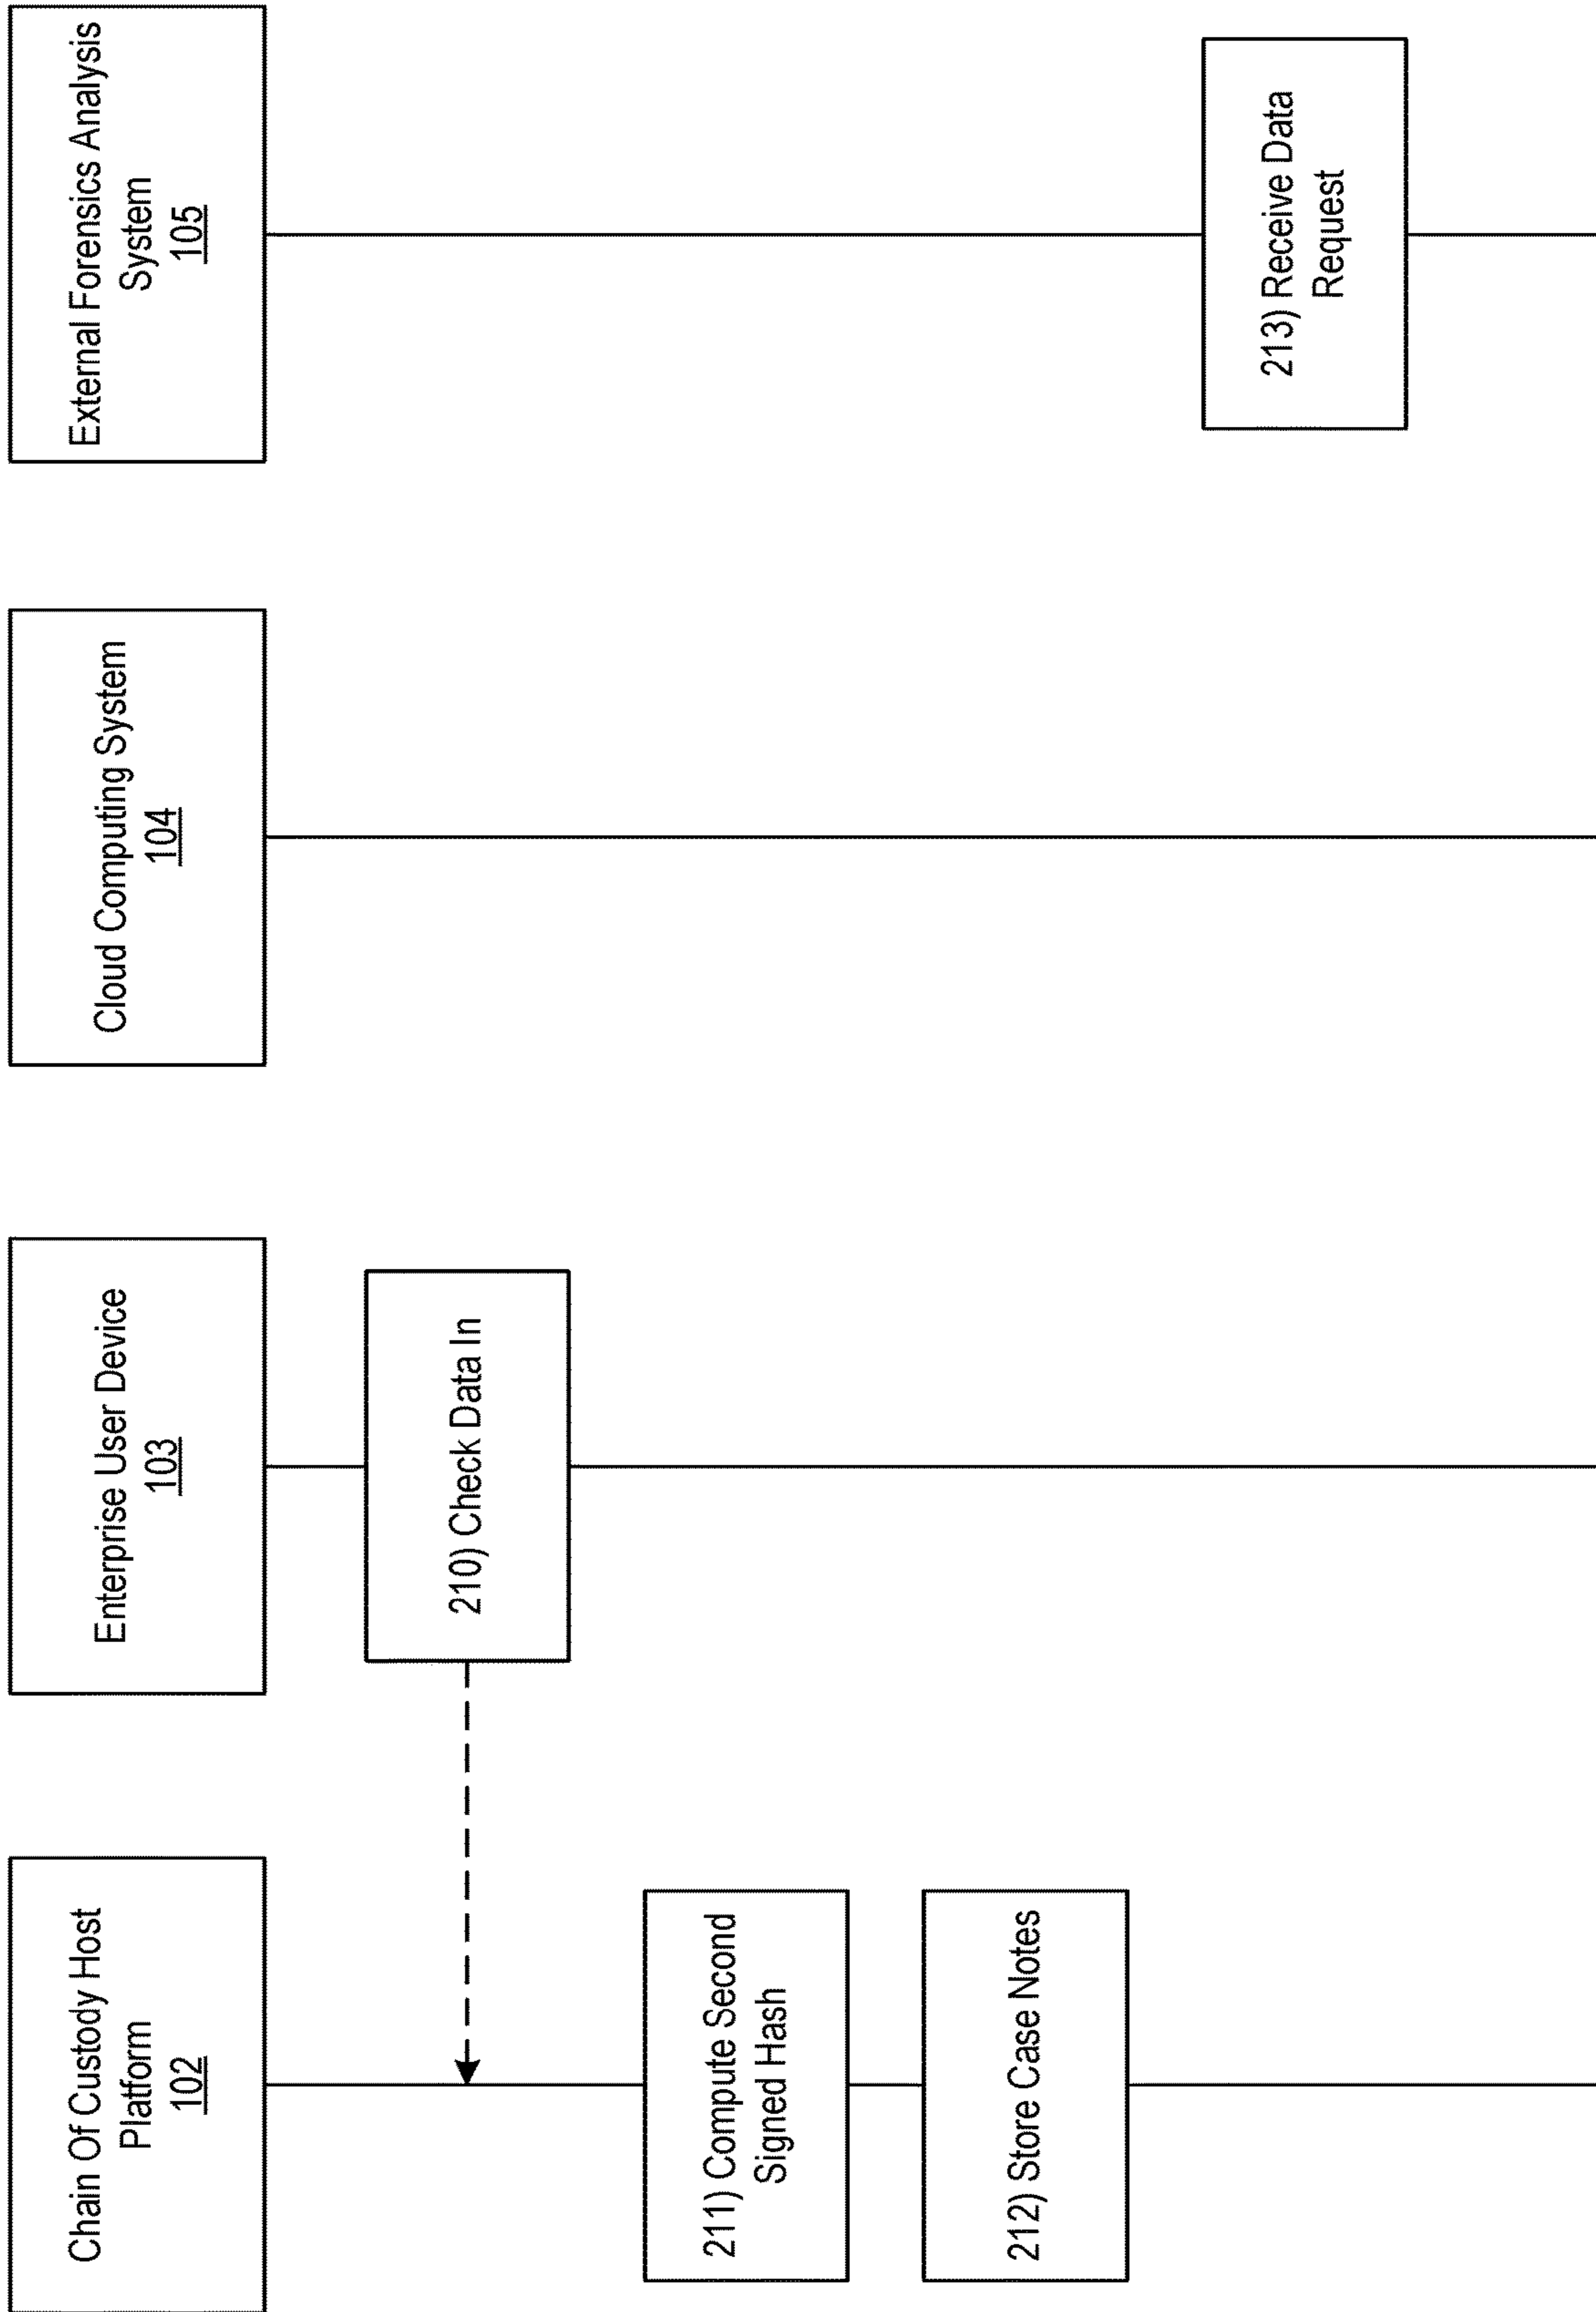 Chain Of Custody Host
Platform
102
Enterprise User Device
103
Cloud Computing System
104
External Forensics Analysis
System
105
210) Check Data In
211) Compute Second
Signed Hash
212) Store Case Notes
213) Receive Data
Request